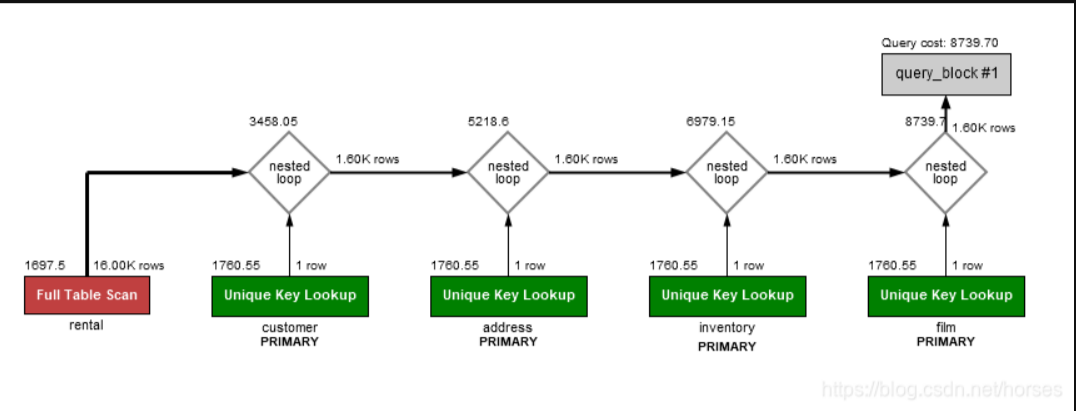 Query cost: 8739.70
query_block #1
3458.05
5218.6
6979.15
8739.7
1.60K rows
nested
loop
1.60K rows
nested
loop
1.60K rows
nested
loop
1.60K rows
nested
loop
1697.5
16.00K rows
1760.55
1 row
1760.55
1 row
1760.55
1 row
1760.55
1 row
Full Table Scan
Unique Key Lookup
Unique Key Lookup
Unique Key Lookup
Unique Key Lookup
rental
customer
PRIMARY
address
PRIMARY
inventory
PRIMARY
film
PRIMARY
https://blog.csdn.net/horses